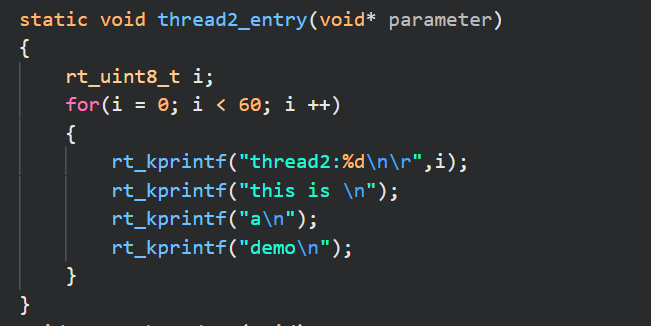 static void thread2_entry(void* parameter)
{
    rt_uint8_t i;
    for(i = 0; i < 60; i ++)
    {
        rt_kprintf("thread2:%d\n\r",i);
        rt_kprintf("this is \n");
        rt_kprintf("a\n");
        rt_kprintf("demo\n");
    }
}